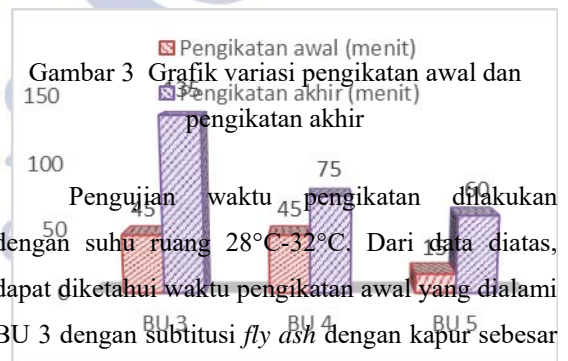 Pengikatan awal (menit)
Gambar 3 Grafik variasi pengikatan awal dan
150
135
Pengikatan akhir (menit)
pengikatan akhir
100
75
Pengujian waktu pengikatan dilakukan
45
45
60
50
dengan suhu ruang 28°C-32°C. Dari data diatas,
15
dapat diketahui waktu pengikatan awal yang dialami
0
BU 3
BU 4
BU 5
BU 3 dengan subtitusi fly ash dengan kapur sebesar